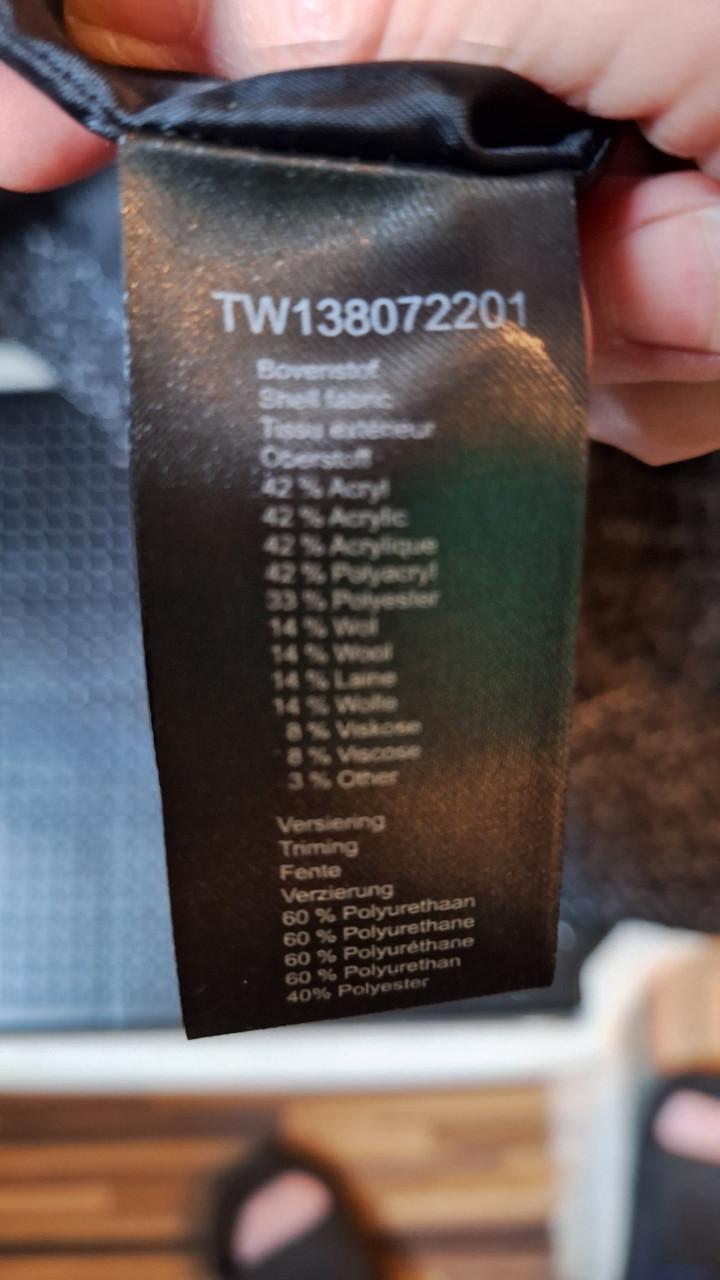 TW138072201
Bovenstof
Shell fabric
Tissu extérieur
Oberstoff
42 % Acryl
42 % Acrylic
42 % Acrylique
42 % Polyacryl
33 % Polyester
14 % Wol
14 % Wool
14 % Laine
14 % Wolle
8 % Viskose
8 % Viscose
3 % Other
Versiering
Triming
Fente
Verzierung
60 % Polyurethaan
60 % Polyurethane
60 % Polyuréthane
60 % Polyurethan
40% Polyester